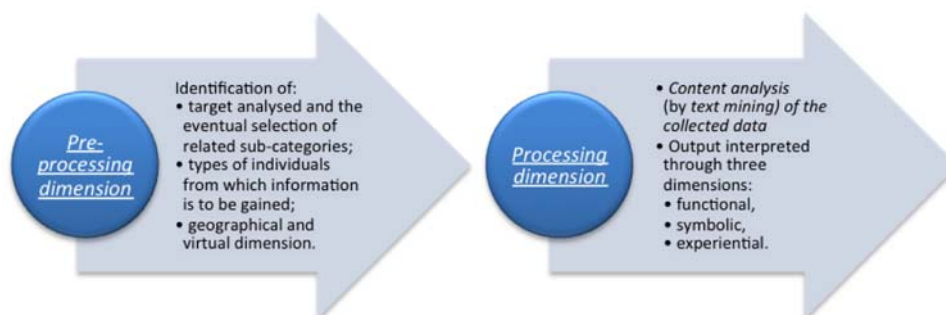 Pre-
processing
dimension
Identification of:
• target analysed and the
eventual selection of
related sub-categories;
• types of individuals
from which information
is to be gained;
• geographical and
virtual dimension.
Processing
dimension
• Content analysis
(by text mining) of the
collected data
• Output interpreted
through three
dimensions:
• functional,
• symbolic,
• experiential.